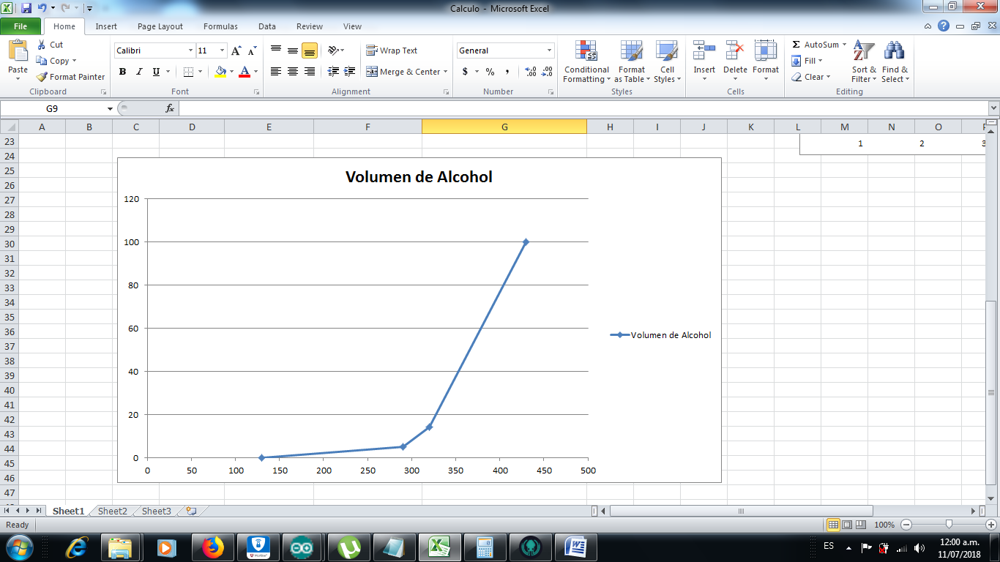 Calculo - Microsoft Excel
File Home Insert Page Layout Formulas Data Review View
Paste Cut Copy Format Painter Clipboard
Calibri 11 A A B I U A Font
Wrap Text Merge & Center Alignment
General $ % , .00 .0 Number
Conditional Formatting Format as Table Cell Styles Styles
Insert Delete Format Cells
Σ AutoSum Fill Clear Sort & Filter Find & Select Editing
G9 fx
A B C D E F G H I J K L M N O P
23 1 2 3
24
25
26
27
28
29
30
31
32
33
34
35
36
37
38
39
40
41
42
43
44
45
46
47
Volumen de Alcohol
120
100
80
60
40
20
0
0 50 100 150 200 250 300 350 400 450 500
Volumen de Alcohol
Sheet1 Sheet2 Sheet3
Ready 100%
McAfee
ES 12:00 a.m.
11/07/2018